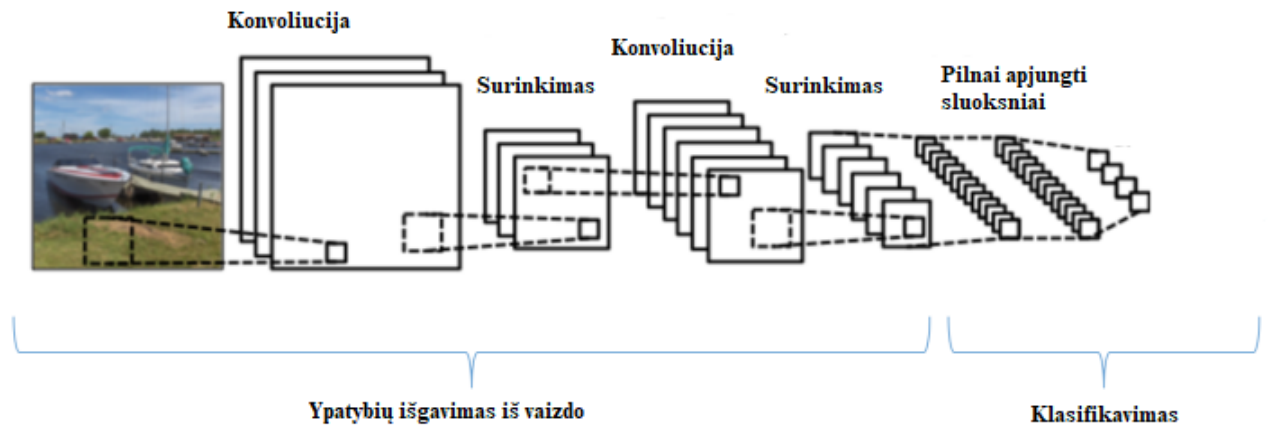 Konvoliucija
Surinkimas
Konvoliucija
Surinkimas
Pilnai apjungti
sluoksniai
Ypatybių išgavimas iš vaizdo
Klasifikavimas